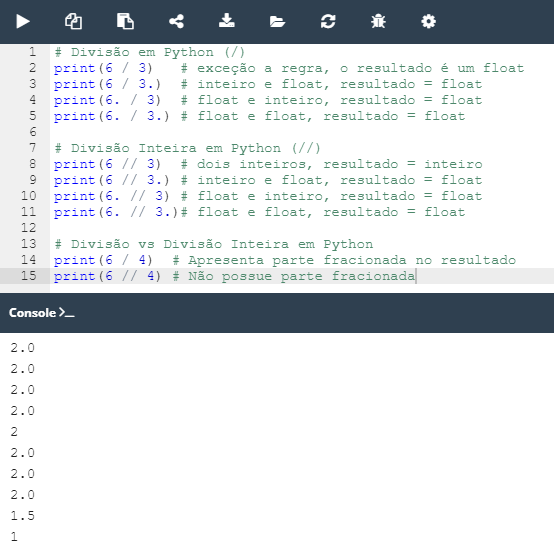 1 # Divisão em Python (/)
2 print(6 / 3)   # exceção a regra, o resultado é um float
3 print(6 / 3.)  # inteiro e float, resultado = float
4 print(6. / 3)  # float e inteiro, resultado = float
5 print(6. / 3.) # float e float, resultado = float
6
7 # Divisão Inteira em Python (//)
8 print(6 // 3)  # dois inteiros, resultado = inteiro
9 print(6 // 3.) # inteiro e float, resultado = float
10 print(6. // 3) # float e inteiro, resultado = float
11 print(6. // 3.)# float e float, resultado = float
12
13 # Divisão vs Divisão Inteira em Python
14 print(6 / 4)  # Apresenta parte fracionada no resultado
15 print(6 // 4) # Não possue parte fracionada
Console >_
2.0
2.0
2.0
2.0
2
2.0
2.0
2.0
1.5
1